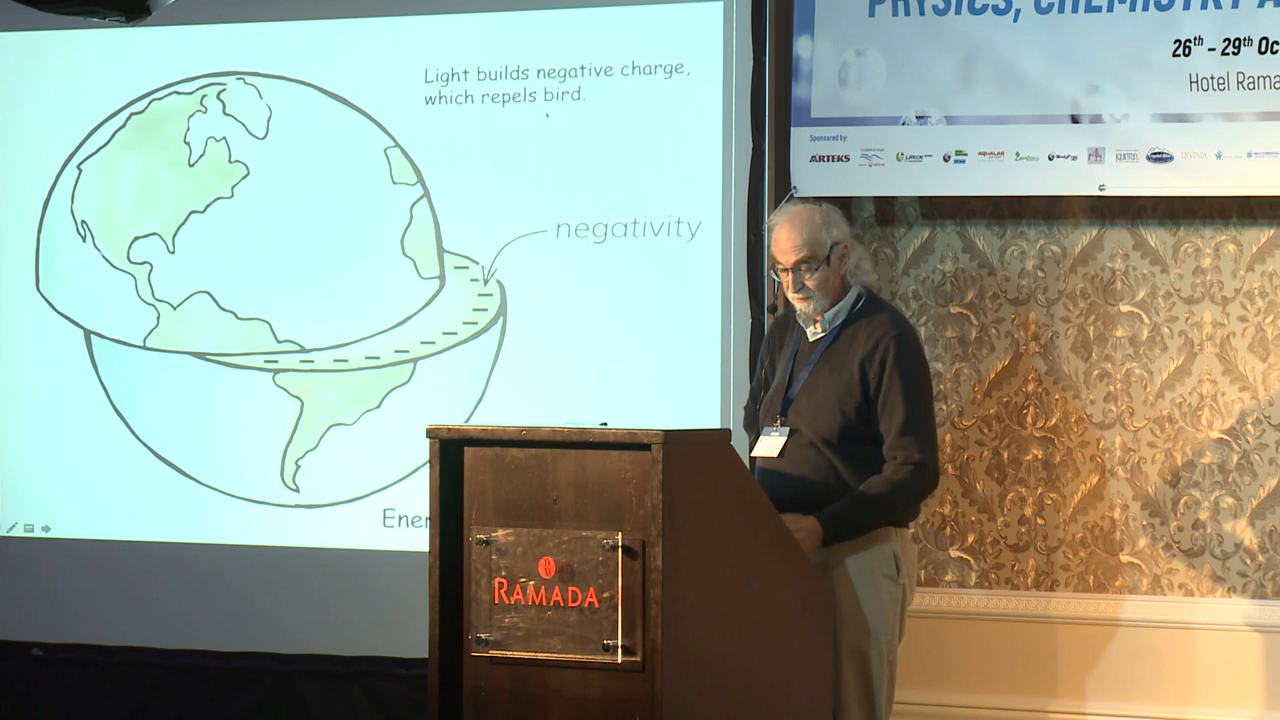 Light builds negative charge,
which repels bird.
negativity
Ener
RAMADA
PHYSICS, CHEMISTRY A
26th – 29th Oc
Hotel Rama
Sponsored by:
ARTEKS